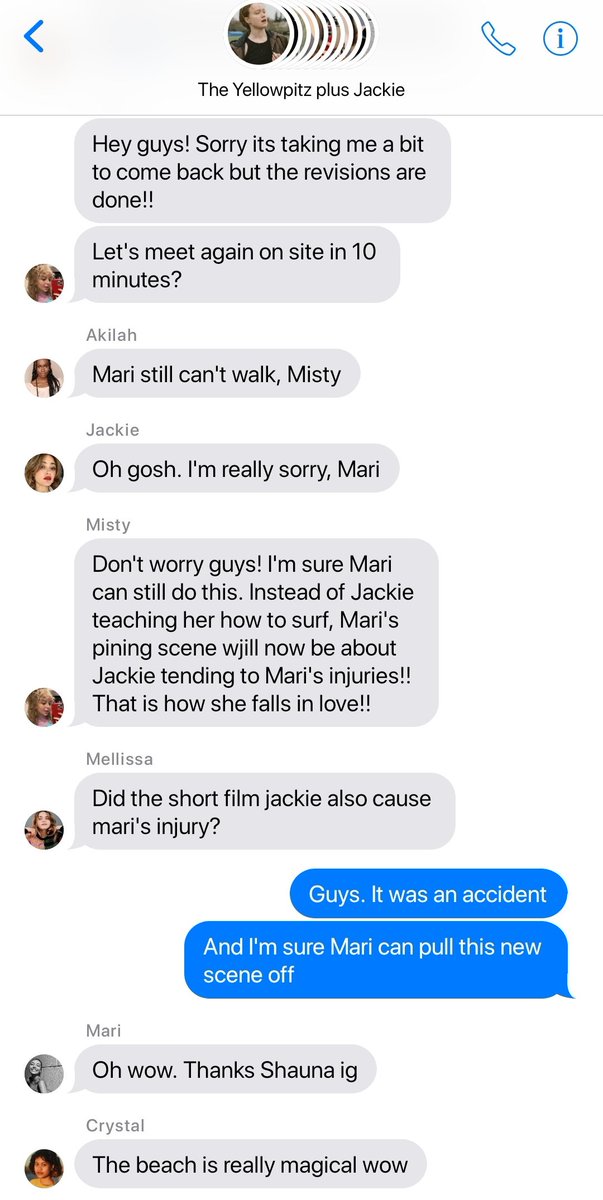 The Yellowpitz plus Jackie
Hey guys! Sorry its taking me a bit
to come back but the revisions are
done!!
Let's meet again on site in 10
minutes?
Akilah
Mari still can't walk, Misty
Jackie
Oh gosh. I'm really sorry, Mari
Misty
Don't worry guys! I'm sure Mari
can still do this. Instead of Jackie
teaching her how to surf, Mari's
pining scene wjill now be about
Jackie tending to Mari's injuries!!
That is how she falls in love!!
Mellissa
Did the short film jackie also cause
mari's injury?
Guys. It was an accident
And I'm sure Mari can pull this new
scene off
Mari
Oh wow. Thanks Shauna ig
Crystal
The beach is really magical wow